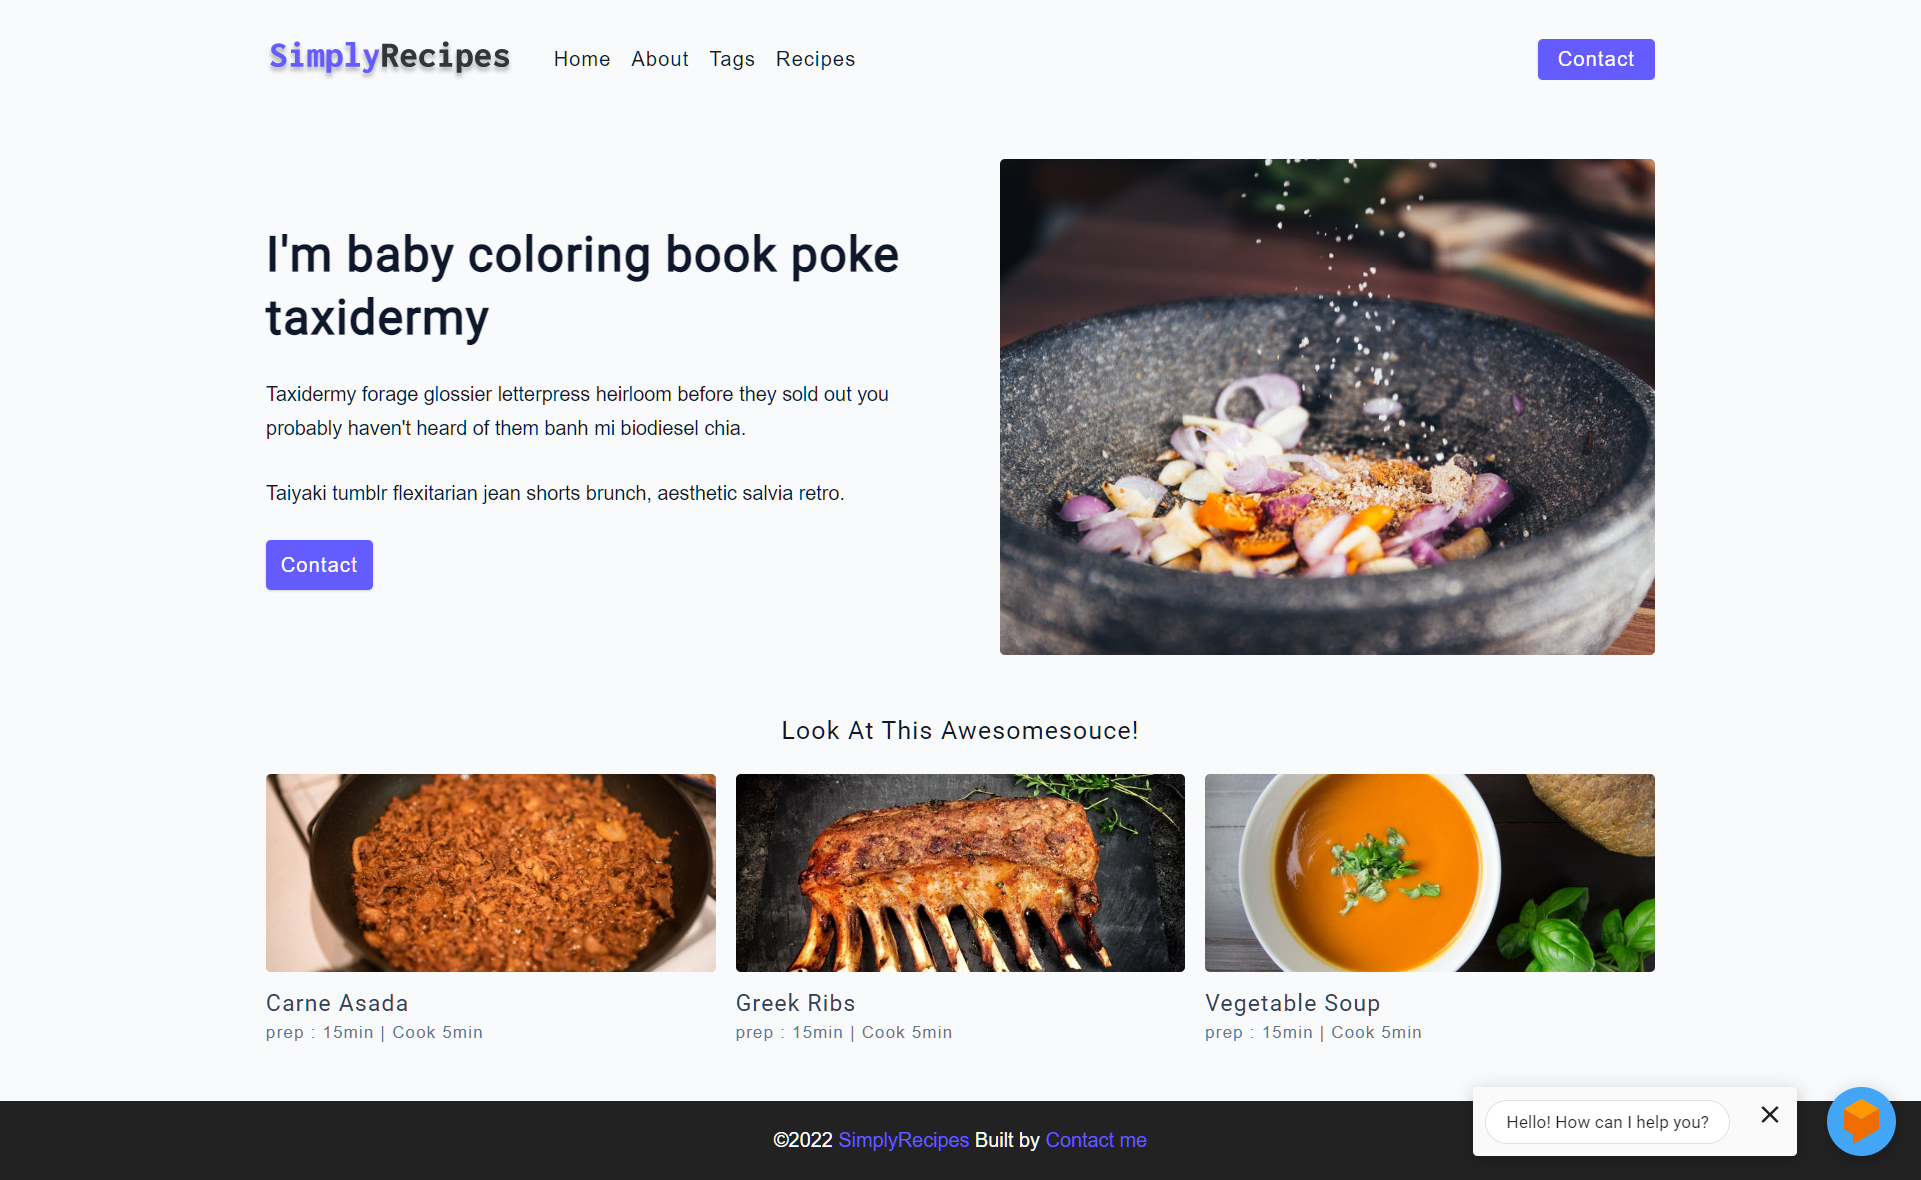 SimplyRecipes
Home About Tags Recipes
Contact
I'm baby coloring book poke
taxidermy
Taxidermy forage glossier letterpress heirloom before they sold out you
probably haven't heard of them banh mi biodiesel chia.
Taiyaki tumblr flexitarian jean shorts brunch, aesthetic salvia retro.
Contact
Look At This Awesomesouce!
Carne Asada
prep : 15min | Cook 5min
Greek Ribs
prep : 15min | Cook 5min
Vegetable Soup
prep : 15min | Cook 5min
©2022 SimplyRecipes Built by Contact me
Hello! How can I help you?